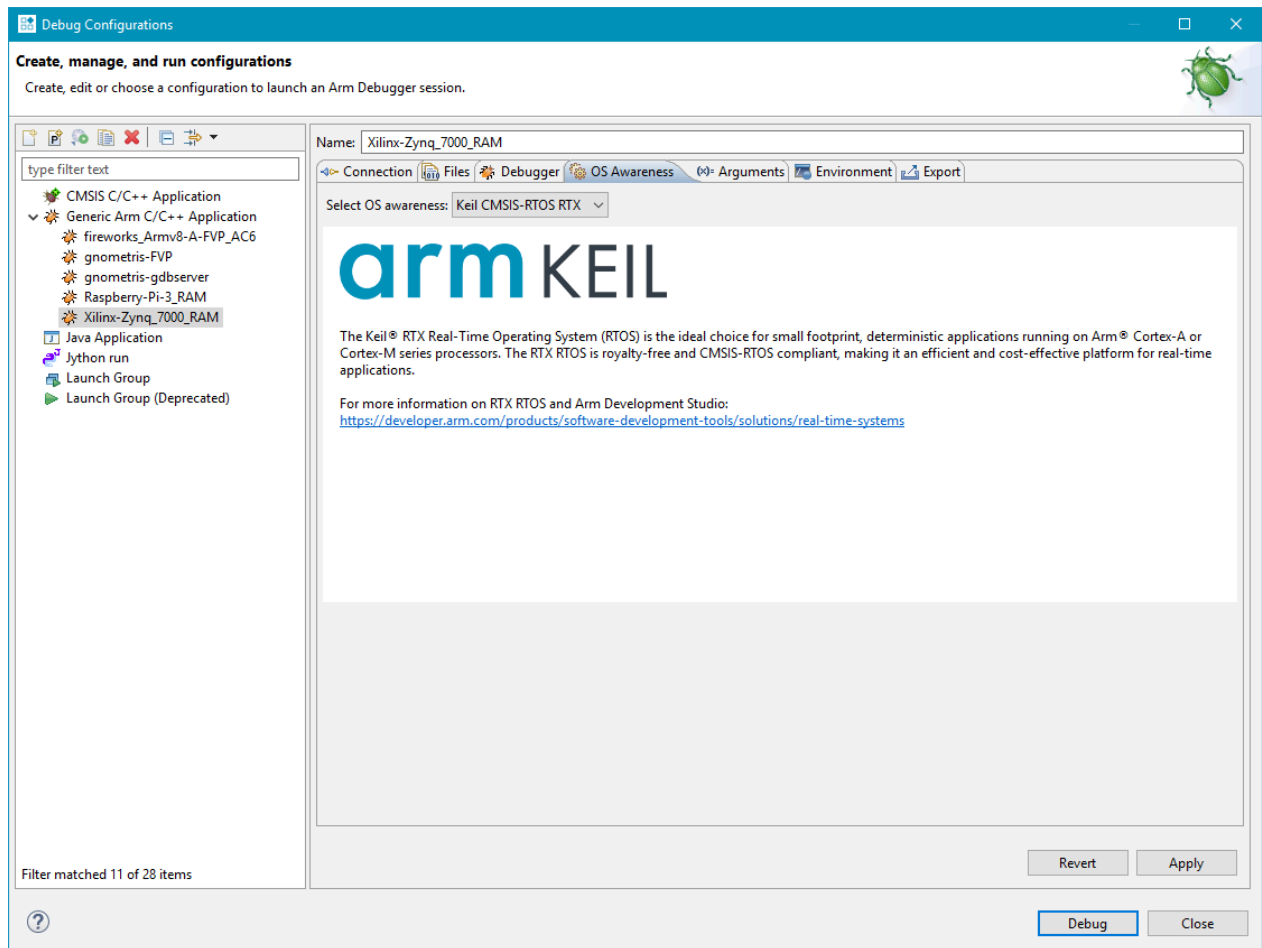 Debug Configurations
Create, manage, and run configurations
Create, edit or choose a configuration to launch an Arm Debugger session.
type filter text
CMSIS C/C++ Application
Generic Arm C/C++ Application
fireworks_Armv8-A-FVP_AC6
gnometris-FVP
gnometris-gdbserver
Raspberry-Pi-3_RAM
Xilinx-Zynq_7000_RAM
Java Application
Jython run
Launch Group
Launch Group (Deprecated)
Filter matched 11 of 28 items
Name: Xilinx-Zynq_7000_RAM
Connection Files Debugger OS Awareness (x)= Arguments Environment Export
Select OS awareness: Keil CMSIS-RTOS RTX
arm KEIL
The Keil® RTX Real-Time Operating System (RTOS) is the ideal choice for small footprint, deterministic applications running on Arm® Cortex-A or
Cortex-M series processors. The RTX RTOS is royalty-free and CMSIS-RTOS compliant, making it an efficient and cost-effective platform for real-time
applications.
For more information on RTX RTOS and Arm Development Studio:
https://developer.arm.com/products/software-development-tools/solutions/real-time-systems
Revert Apply
Debug Close